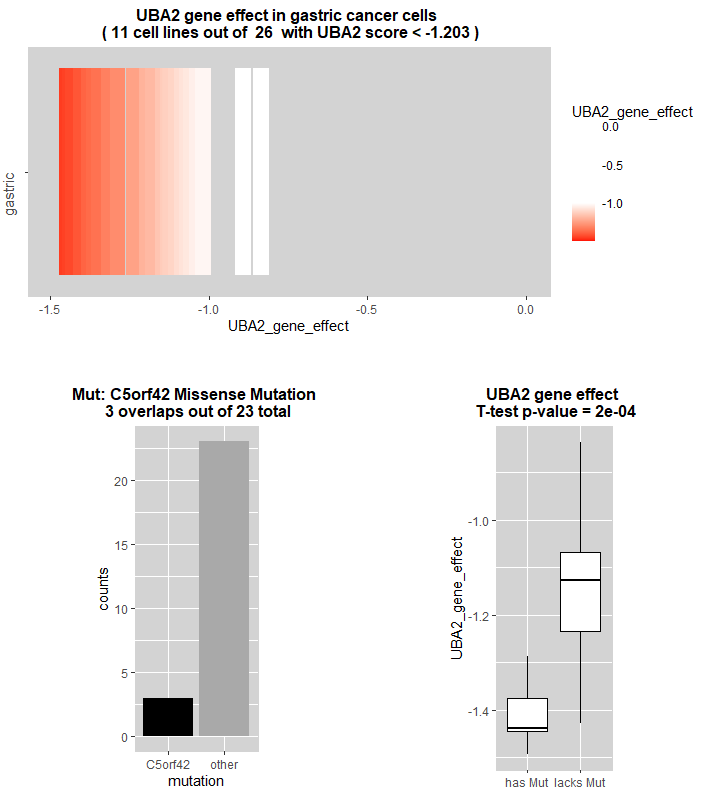 UBA2 gene effect in gastric cancer cells
( 11 cell lines out of  26  with UBA2 score < -1.203 )
gastric
-1.5
-1.0
-0.5
0.0
UBA2_gene_effect
UBA2_gene_effect
0.0
-0.5
-1.0
Mut: C5orf42 Missense Mutation
3 overlaps out of 23 total
counts
20
15
10
5
0
C5orf42
other
mutation
UBA2 gene effect
T-test p-value = 2e-04
UBA2_gene_effect
-1.0
-1.2
-1.4
has Mut
lacks Mut